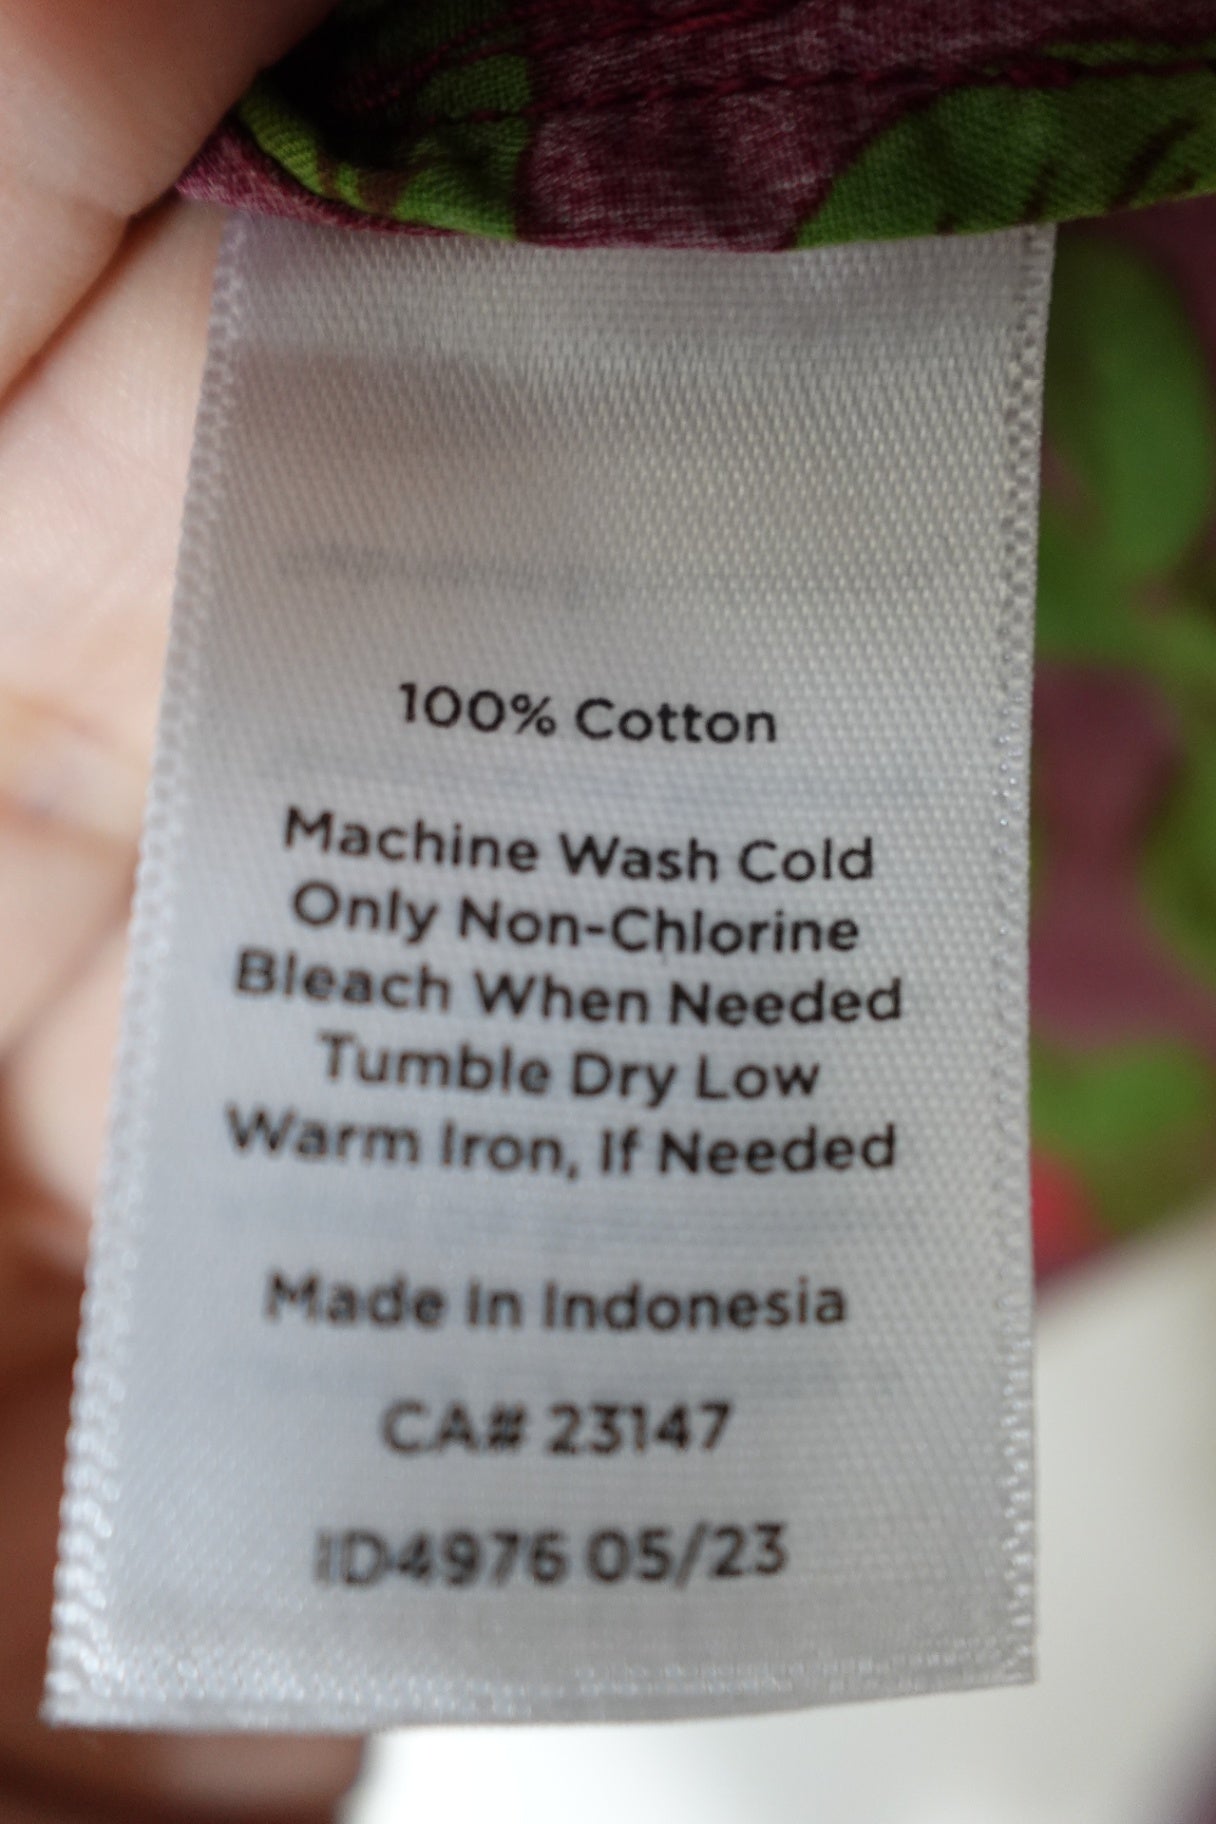 100% Cotton
Machine Wash Cold
Only Non-Chlorine
Bleach When Needed
Tumble Dry Low
Warm Iron, If Needed
Made In Indonesia
CA# 23147
ID4976 05/23